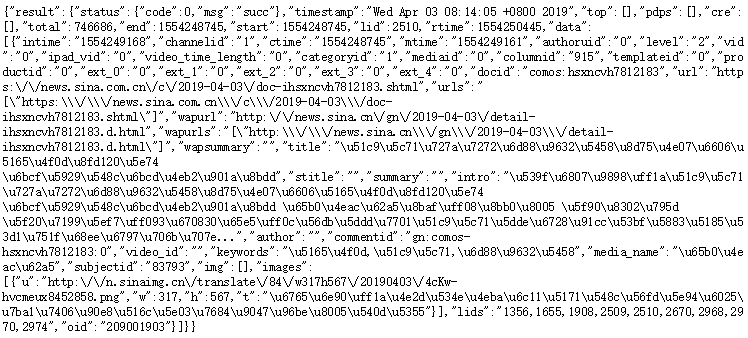 {"result":{"status":{"code":0,"msg":"succ"},"timestamp":"Wed Apr 03 08:14:05 +0800 2019","top":[],"pdps":[],"cre":
[],"total":746686,"end":1554248745,"start":1554248745,"lid":2510,"rtime":1554250445,"data":
[{"intime":"1554249168","channelid":"1","ctime":"1554248745","mtime":"1554249161","authoruid":"0","level":"2","vid
":"0","ipad_vid":"0","video_time_length":"0","categoryid":"1","mediaid":"0","columnid":"915","templateid":"0","pro
ductid":"0","ext_0":"0","ext_1":"0","ext_2":"0","ext_3":"0","ext_4":"0","docid":"comos:hsxncvh7812183","url":"http
s:\/\/news.sina.com.cn\/c\/2019-04-03\/doc-ihsxncvh7812183.shtml","urls":"
[\"https:\\\/\\\/news.sina.com.cn\\\/c\\\/2019-04-03\\\/doc-
ihsxncvh7812183.shtml\"]","wapurl":"http:\/\/news.sina.cn\/gn\/2019-04-03\/detail-
ihsxncvh7812183.d.html","wapurls":"[\"http:\\\/\\\/news.sina.cn\\\/gn\\\/2019-04-03\\\/detail-
ihsxncvh7812183.d.html\"]","wapsummary":"","title":"\u51c9\u5c71\u727a\u7272\u6d88\u9632\u5458\u8d75\u4e07\u6606\u
5165\u4f0d\u8fd120\u5e74
\u6bcf\u5929\u548c\u6bcd\u4eb2\u901a\u8bdd","stitle":"","summary":"","intro":"\u539f\u6807\u9898\uff1a\u51c9\u5c71
\u727a\u7272\u6d88\u9632\u5458\u8d75\u4e07\u6606\u5165\u4f0d\u8fd120\u5e74
\u6bcf\u5929\u548c\u6bcd\u4eb2\u901a\u8bdd \u65b0\u4eac\u62a5\u8baf\uff08\u8bb0\u8005 \u5f90\u8302\u795d
\u5f20\u7199\u5ef7\uff093\u670830\u65e5\uff0c\u56db\u5ddd\u7701\u51c9\u5c71\u5dde\u6728\u91cc\u53bf\u5883\u5185\u5
3d1\u751f\u68ee\u6797\u706b\u707e...","author":"","commentid":"gn:comos-
hsxncvh7812183:0","video_id":"","keywords":"\u5165\u4f0d,\u51c9\u5c71,\u6d88\u9632\u5458","media_name":"\u65b0\u4e
ac\u62a5","subjectid":"83793","img":[],"images":
[{"u":"http:\/\/n.sinaimg.cn\/translate\/84\/w317h567\/20190403\/4cKw-
hvcmeux8452858.png","w":317,"h":567,"t":"\u6765\u6e90\uff1a\u4e2d\u534e\u4eba\u6c11\u5171\u548c\u56fd\u5e94\u6025\
u7ba1\u7406\u90e8\u516c\u5e03\u7684\u9047\u96be\u8005\u540d\u5355"}],"lids":"1356,1655,1908,2509,2510,2670,2968,29
70,2974","oid":"209001903"}]}}